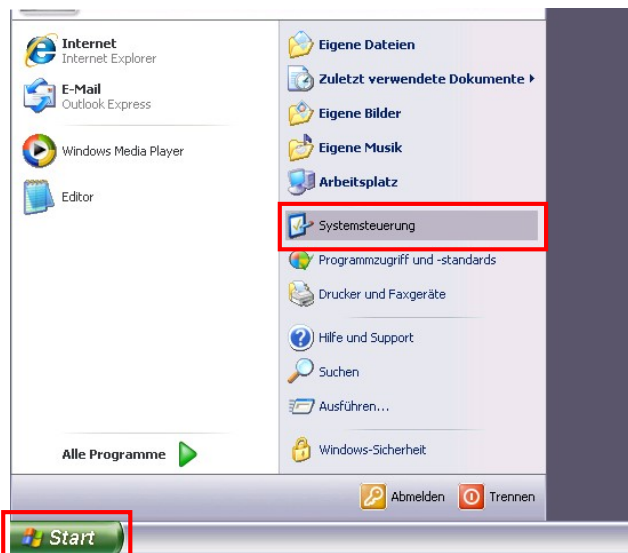 Internet
Internet Explorer
E-Mail
Outlook Express
Windows Media Player
Editor
Alle Programme
Eigene Dateien
Zuletzt verwendete Dokumente
Eigene Bilder
Eigene Musik
Arbeitsplatz
Systemsteuerung
Programmzugriff und -standards
Drucker und Faxgeräte
Hilfe und Support
Suchen
Ausführen...
Windows-Sicherheit
Abmelden
Trennen
Start